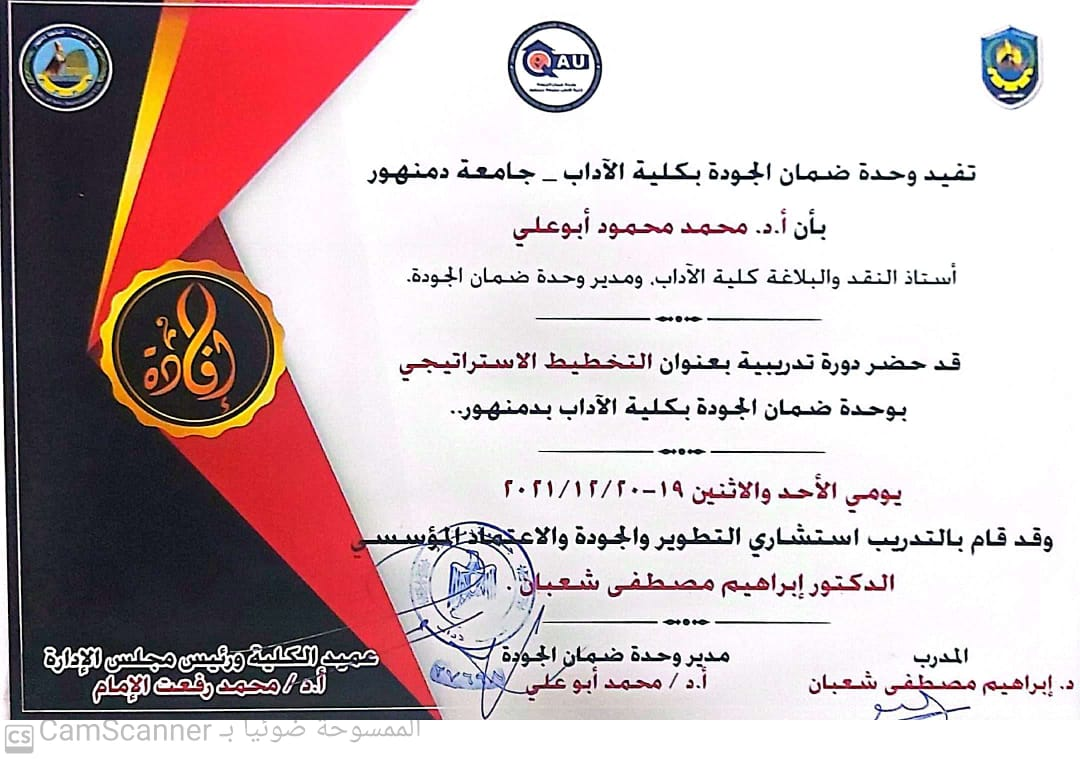 QAU
تفيد وحدة ضمان الجودة بكلية الآداب _ جامعة دمنهور
بأن أ.د. محمد محمود أبوعلي
أستاذ النقد والبلاغة كلية الآداب، ومدير وحدة ضمان الجودة.
إفادة
قد حضر دورة تدريبية بعنوان التخطيط الاستراتيجي
بوحدة ضمان الجودة بكلية الآداب بدمنهور..
يومي الأحد والاثنين ١٩-٢٠/١٢/٢٠٢١
وقد قام بالتدريب استشاري التطوير والجودة والاعتماد المؤسسي
الدكتور إبراهيم مصطفى شعبان .
المدرب
د. إبراهيم مصطفى شعبان
مدير وحدة ضمان الجودة
أ.د / محمد أبو علي
عميد الكلية ورئيس مجلس الإدارة
أ.د / محمد رفعت الإمام
الممسوحة ضوئيا بـ CamScanner
CS